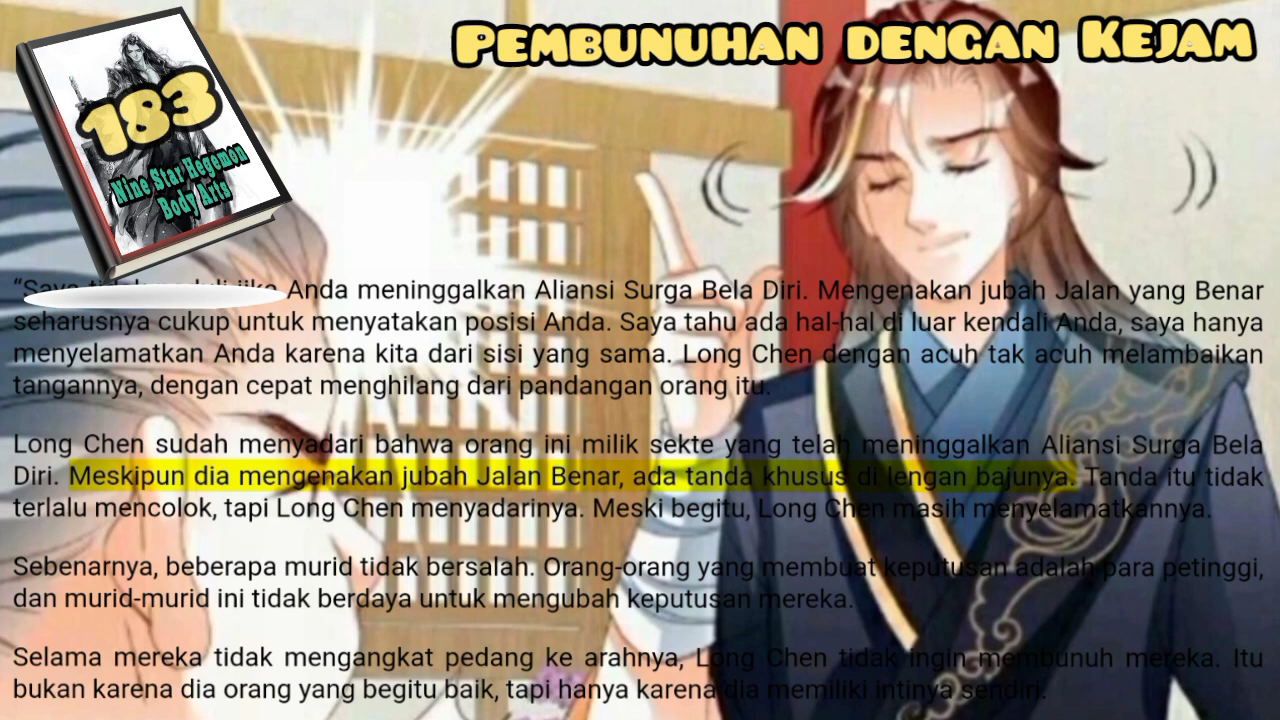 Pembunuhan dengan Kejam
183
Nine Star Hegemon
Body Arts
“Saya jika Anda meninggalkan Aliansi Surga Bela Diri. Mengenakan jubah Jalan yang Benar
seharusnya cukup untuk menyatakan posisi Anda. Saya tahu ada hal-hal di luar kendali Anda, saya hanya
menyelamatkan Anda karena kita dari sisi yang sama. Long Chen dengan acuh tak acuh melambaikan
tangannya, dengan cepat menghilang dari pandangan orang itu.
Long Chen sudah menyadari bahwa orang ini milik sekte yang telah meninggalkan Aliansi Surga Bela
Diri. Meskipun dia mengenakan jubah Jalan Benar, ada tanda khusus di lengan bajunya. Tanda itu tidak
terlalu mencolok, tapi Long Chen menyadarinya. Meski begitu, Long Chen masih menyelamatkannya.
Sebenarnya, beberapa murid tidak bersalah. Orang-orang yang membuat keputusan adalah para petinggi,
dan murid-murid ini tidak berdaya untuk mengubah keputusan mereka.
Selama mereka tidak mengangkat pedang ke arahnya, Long Chen tidak ingin membunuh mereka. Itu
bukan karena dia orang yang begitu baik, tapi hanya karena dia memiliki intinya sendiri.